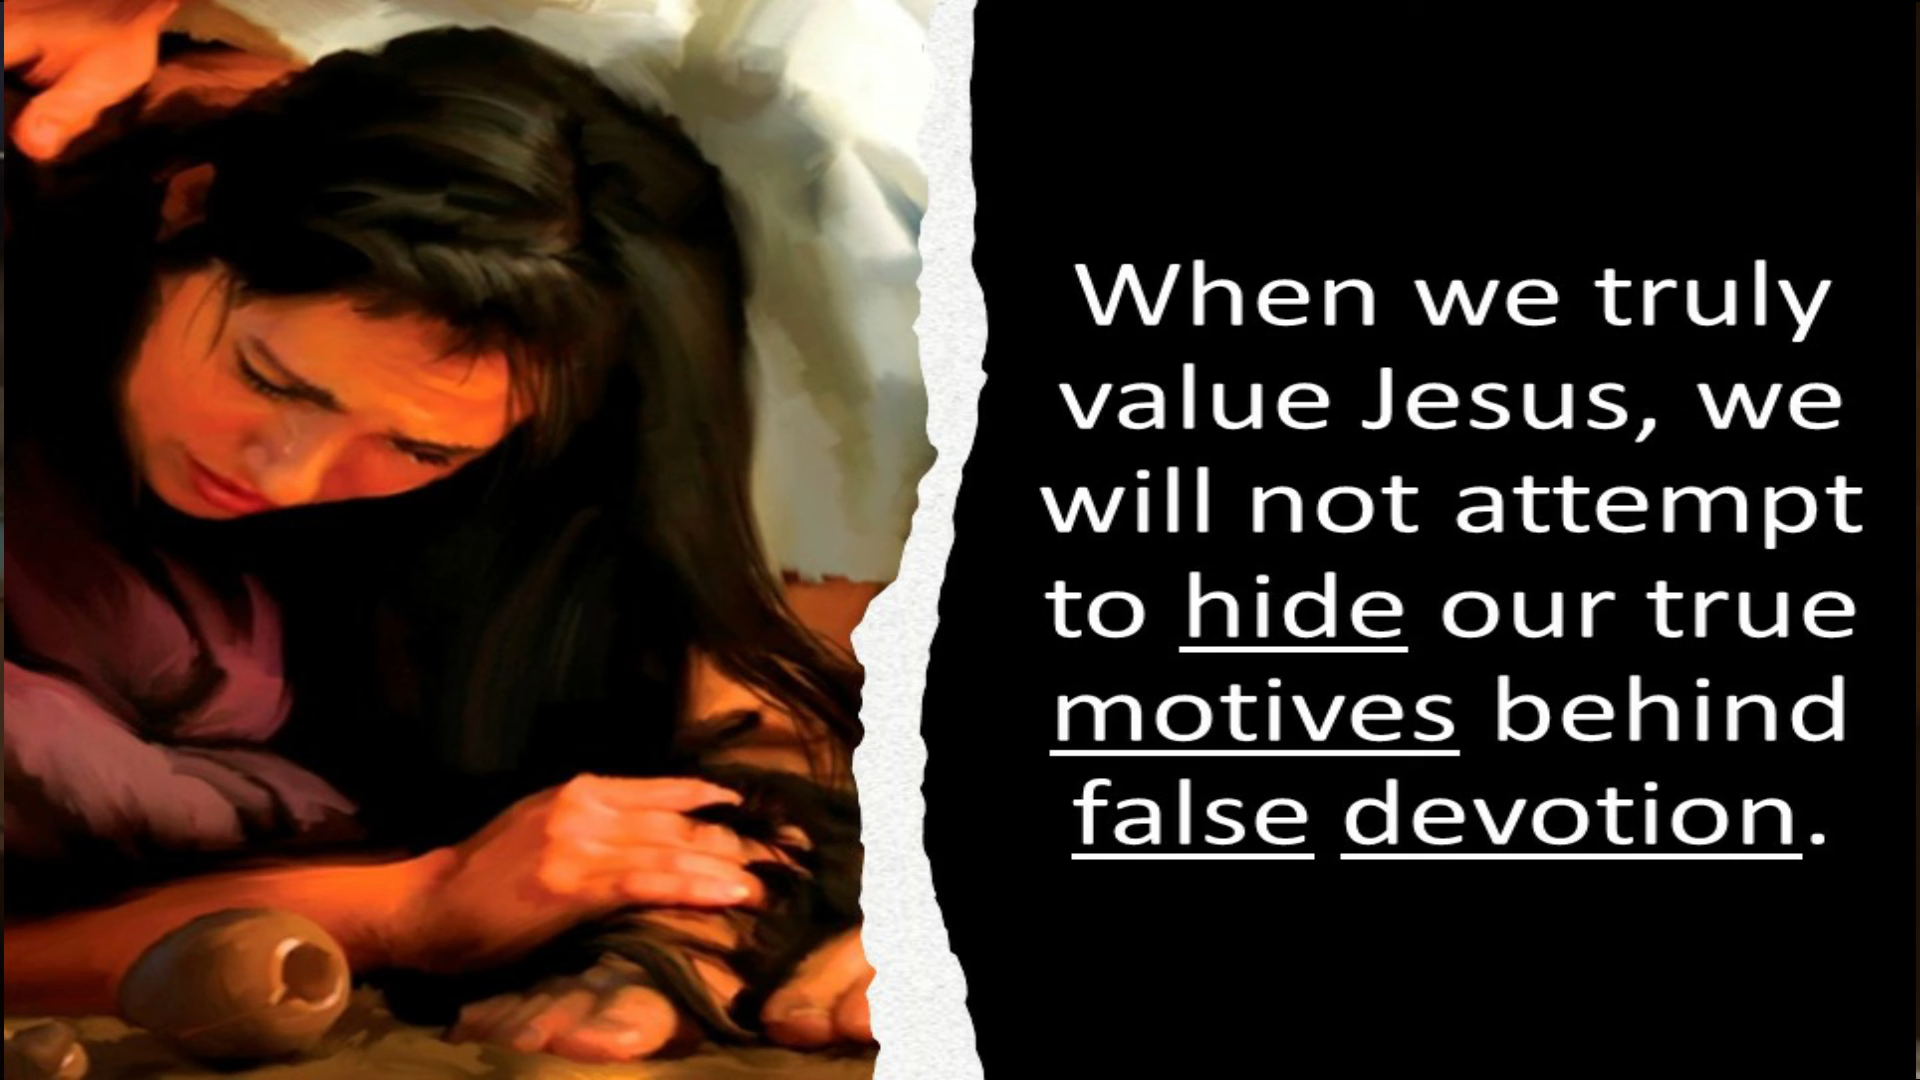 When we truly
value Jesus, we
will not attempt
to hide our true
motives behind
false devotion.